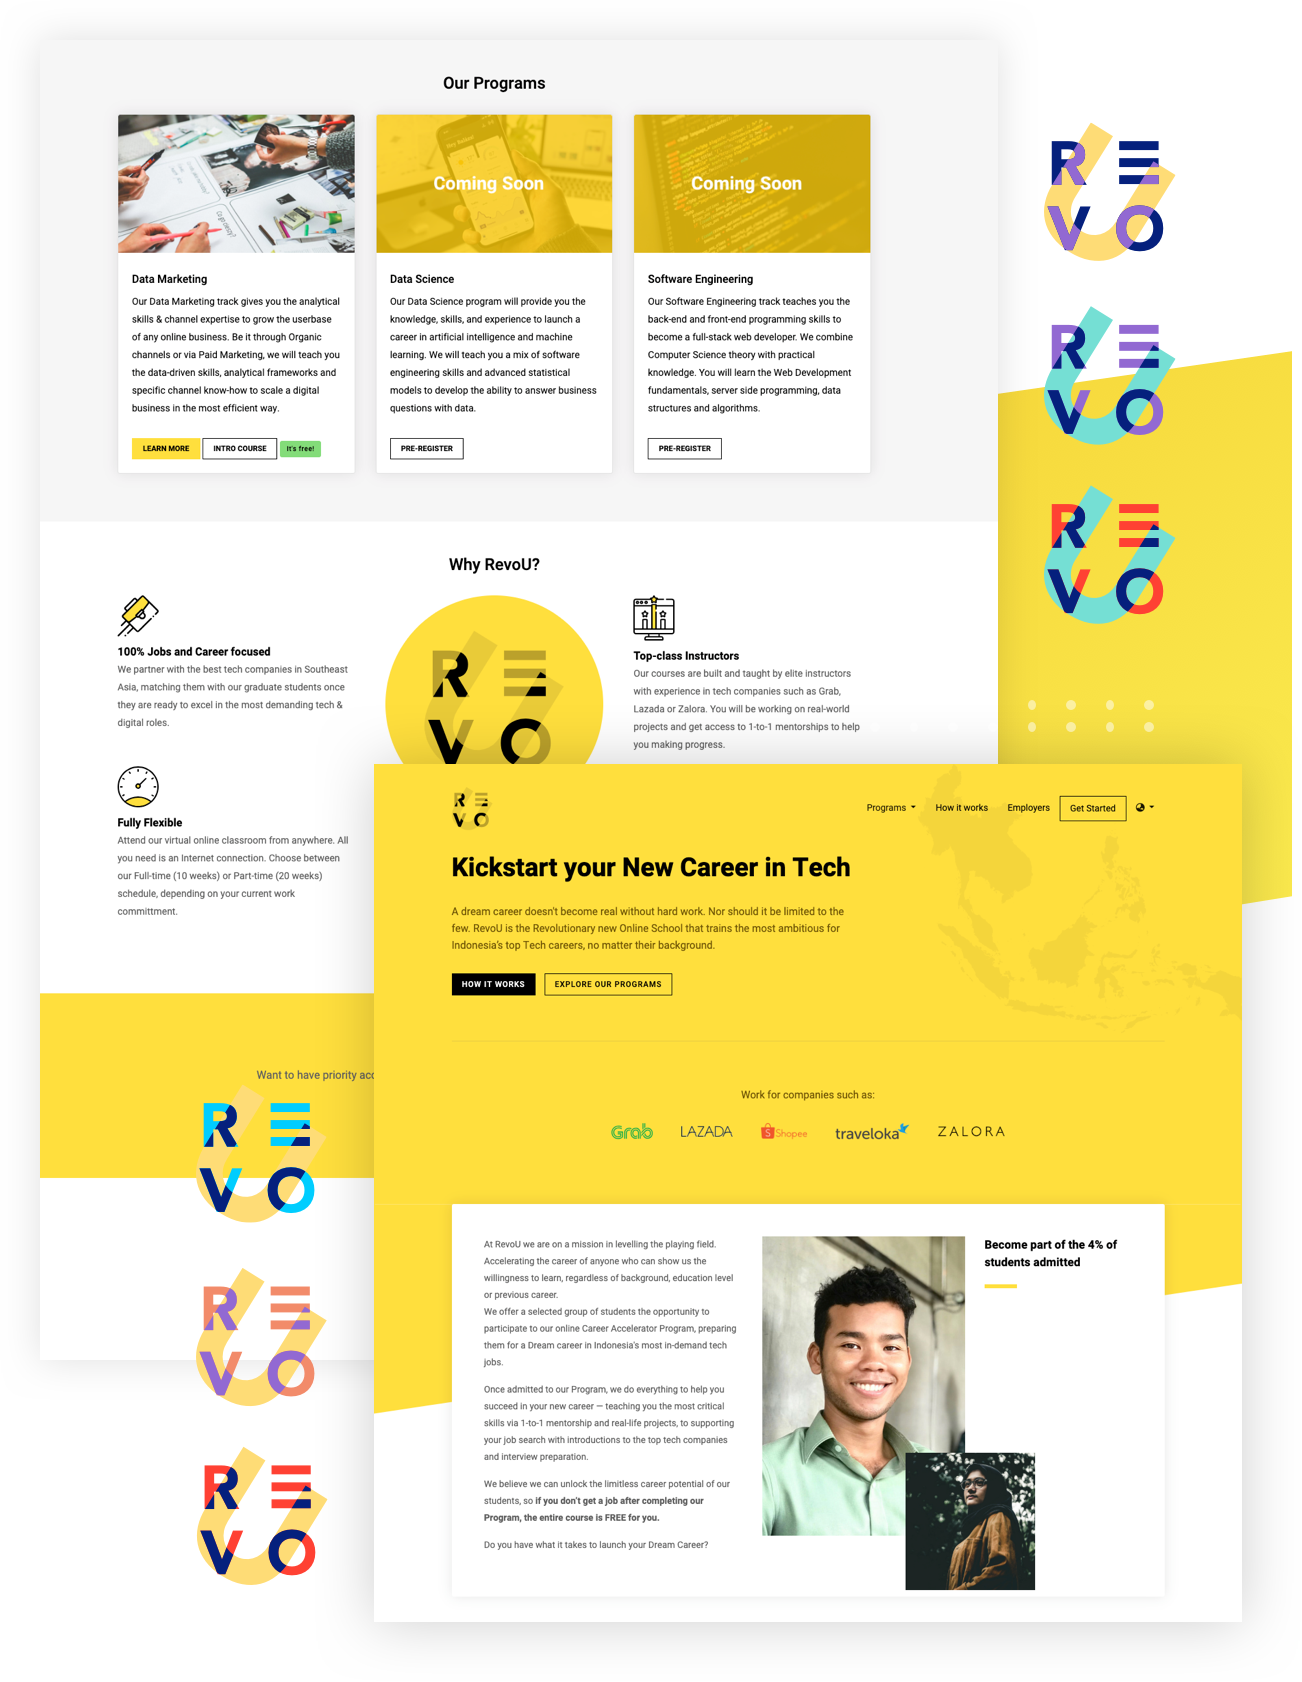 Our Programs
Coming Soon
Coming Soon
Data Marketing
Our Data Marketing track gives you the analytical
skills & channel expertise to grow the userbase
of any online business. Be it through Organic
channels or via Paid Marketing, we will teach you
the data-driven skills, analytical frameworks and
specific channel know-how to scale a digital
business in the most efficient way.
LEARN MORE
INTRO COURSE
It's free!
Data Science
Our Data Science program will provide you the
knowledge, skills, and experience to launch a
career in artificial intelligence and machine
learning. We will teach you a mix of software
engineering skills and advanced statistical
models to develop the ability to answer business
questions with data.
PRE-REGISTER
Software Engineering
Our Software Engineering track teaches you the
back-end and front-end programming skills to
become a full-stack web developer. We combine
Computer Science theory with practical
knowledge. You will learn the Web Development
fundamentals, server side programming, data
structures and algorithms.
PRE-REGISTER
RE
VO
U
RE
VO
U
RE
VO
U
Why RevoU?
100% Jobs and Career focused
We partner with the best tech companies in Southeast
Asia, matching them with our graduate students once
they are ready to excel in the most demanding tech &
digital roles.
RE
VO
U
Top-class Instructors
Our courses are built and taught by elite instructors
with experience in tech companies such as Grab,
Lazada or Zalora. You will be working on real-world
projects and get access to 1-to-1 mentorships to help
you making progress.
Fully Flexible
Attend our virtual online classroom from anywhere. All
you need is an Internet connection. Choose between
our Full-time (10 weeks) or Part-time (20 weeks)
schedule, depending on your current work
committment.
Want to have priority acc
RE
VO
U
RE
VO
U
RE
VO
U
RE
VO
U
Programs
How it works
Employers
Get Started
Kickstart your New Career in Tech
A dream career doesn't become real without hard work. Nor should it be limited to the
few. RevoU is the Revolutionary new Online School that trains the most ambitious for
Indonesia's top Tech careers, no matter their background.
HOW IT WORKS
EXPLORE OUR PROGRAMS
Work for companies such as:
Grab
LAZADA
Shopee
traveloka
ZALORA
At RevoU we are on a mission in levelling the playing field.
Accelerating the career of anyone who can show us the
willingness to learn, regardless of background, education level
or previous career.
We offer a selected group of students the opportunity to
participate to our online Career Accelerator Program, preparing
them for a Dream career in Indonesia's most in-demand tech
jobs.
Once admitted to our Program, we do everything to help you
succeed in your new career — teaching you the most critical
skills via 1-to-1 mentorship and real-life projects, to supporting
your job search with introductions to the top tech companies
and interview preparation.
We believe we can unlock the limitless career potential of our
students, so if you don't get a job after completing our
Program, the entire course is FREE for you.
Do you have what it takes to launch your Dream Career?
Become part of the 4% of
students admitted